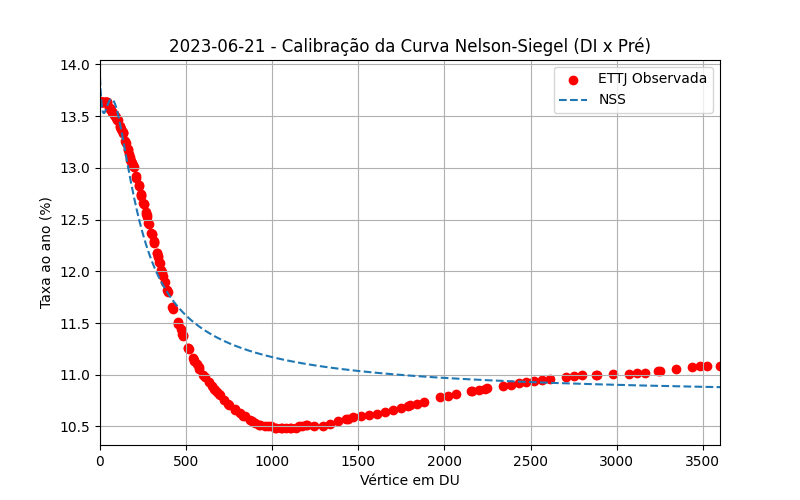 2023-06-21 - Calibração da Curva Nelson-Siegel (DI x Pré)
ETTJ Observada
NSS
Taxa ao ano (%)
14.0
13.5
13.0
12.5
12.0
11.5
11.0
10.5
0 500 1000 1500 2000 2500 3000 3500
Vértice em DU